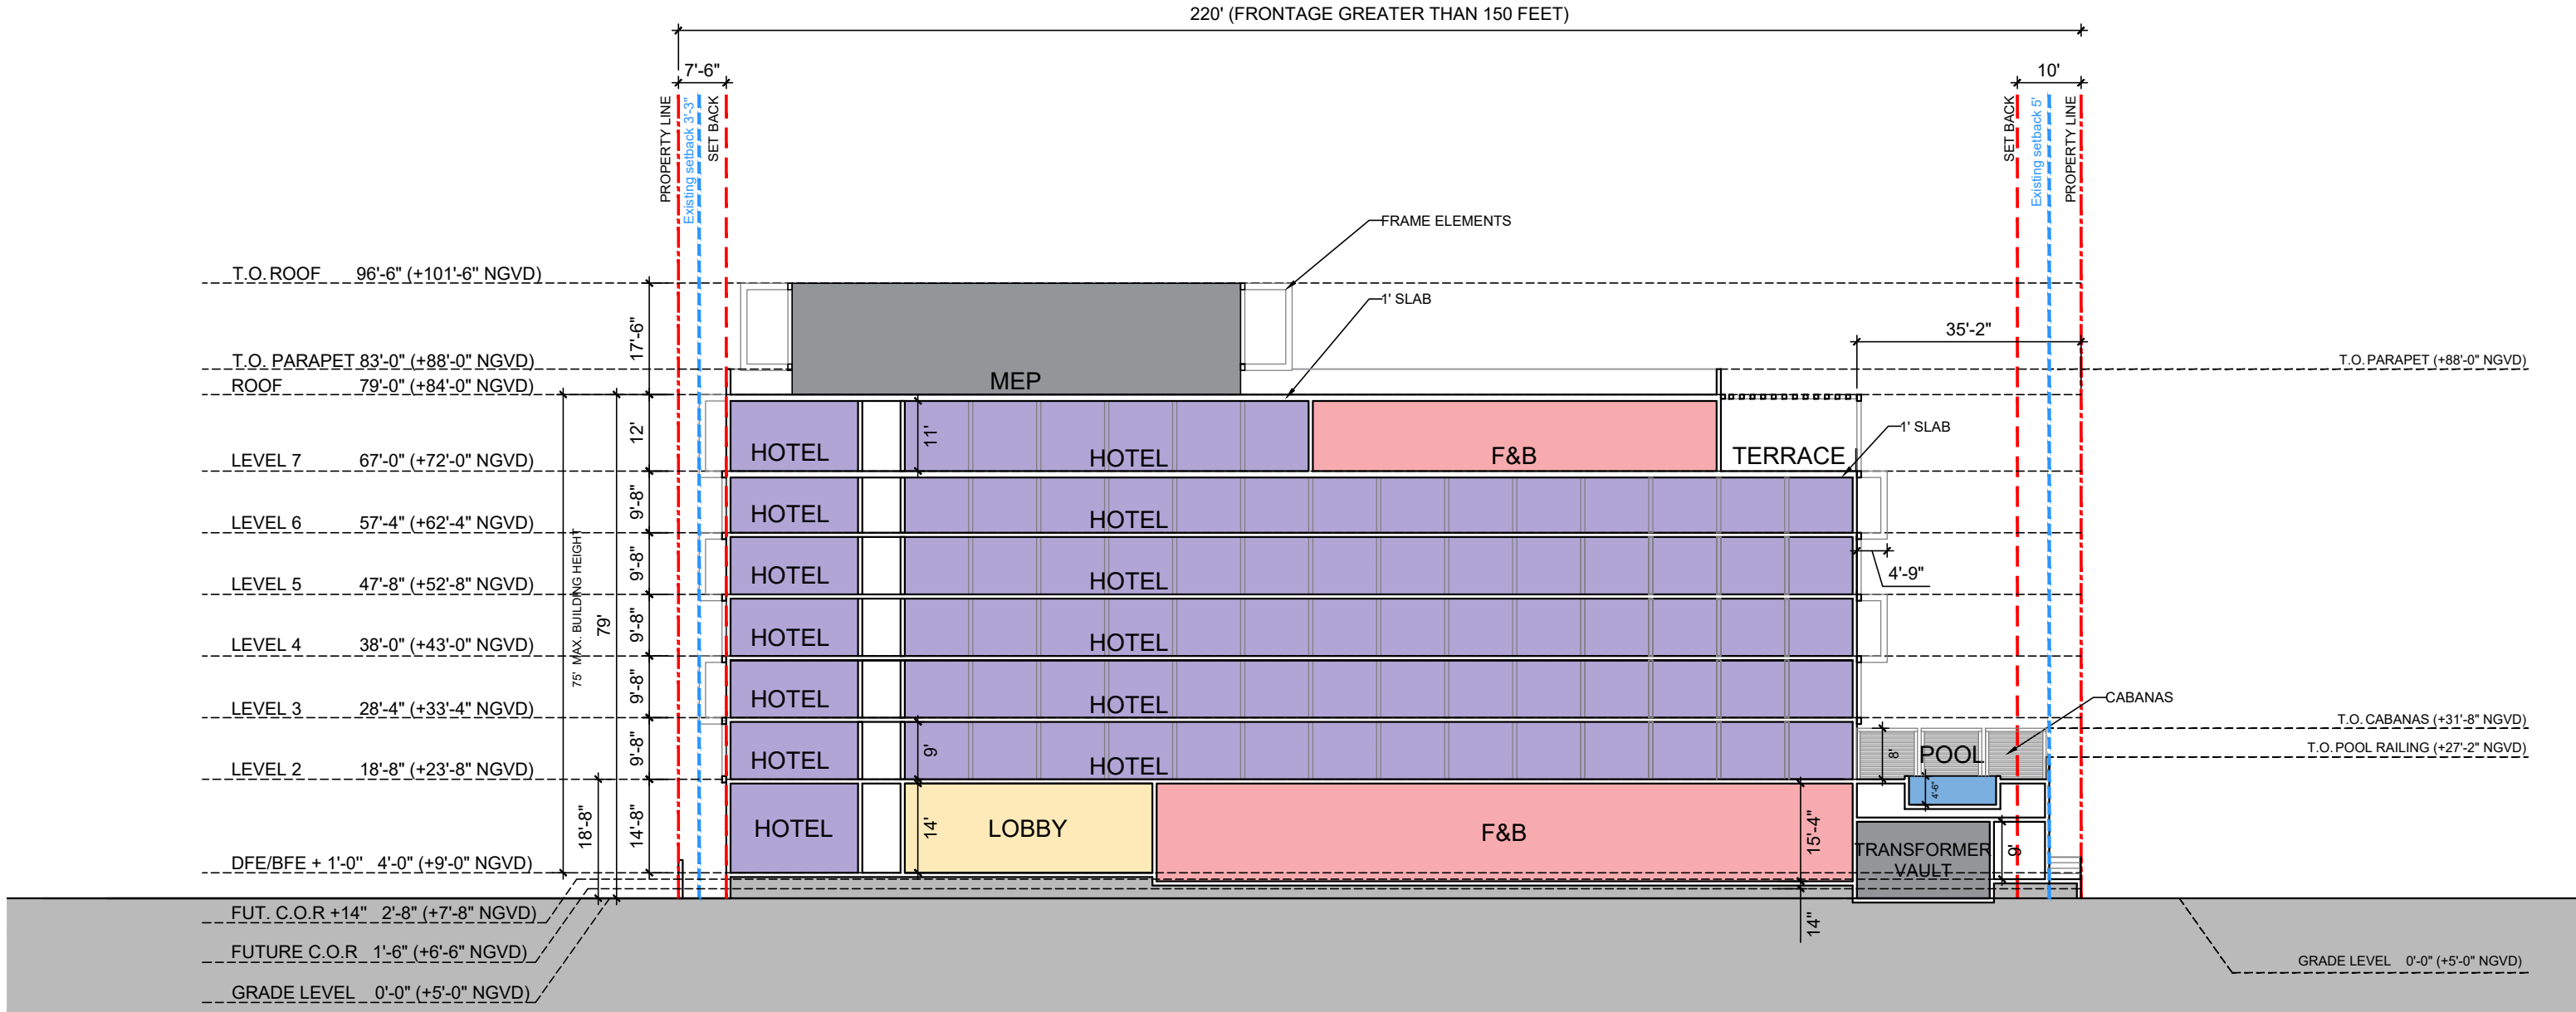 220' (FRONTAGE GREATER THAN 150 FEET)
7'-6"
10'
PROPERTY LINE
Existing setback 3'-3"
SET BACK
SET BACK
Existing setback 5'
PROPERTY LINE
FRAME ELEMENTS
T.O. ROOF 96'-6" (+101'-6" NGVD)
1' SLAB
17'-6"
35'-2"
T.O. PARAPET 83'-0" (+88'-0" NGVD)
T.O. PARAPET (+88'-0" NGVD)
MEP
ROOF 79'-0" (+84'-0" NGVD)
12'
11'
1' SLAB
HOTEL
HOTEL
F&B
TERRACE
LEVEL 7 67'-0" (+72'-0" NGVD)
9'-8"
HOTEL
HOTEL
LEVEL 6 57'-4" (+62'-4" NGVD)
75' MAX. BUILDING HEIGHT
79'
9'-8"
4'-9"
HOTEL
HOTEL
LEVEL 5 47'-8" (+52'-8" NGVD)
9'-8"
HOTEL
HOTEL
LEVEL 4 38'-0" (+43'-0" NGVD)
9'-8"
HOTEL
HOTEL
CABANAS
LEVEL 3 28'-4" (+33'-4" NGVD)
T.O. CABANAS (+31'-8" NGVD)
9'-8"
9'
8'
POOL
T.O. POOL RAILING (+27'-2" NGVD)
HOTEL
HOTEL
LEVEL 2 18'-8" (+23'-8" NGVD)
4'-6"
18'-8"
14'-8"
HOTEL
14'
LOBBY
F&B
15'-4"
TRANSFORMER
VAULT
9'
DFE/BFE + 1'-0" 4'-0" (+9'-0" NGVD)
14"
FUT. C.O.R +14" 2'-8" (+7'-8" NGVD)
FUTURE C.O.R 1'-6" (+6'-6" NGVD)
GRADE LEVEL 0'-0" (+5'-0" NGVD)
GRADE LEVEL 0'-0" (+5'-0" NGVD)